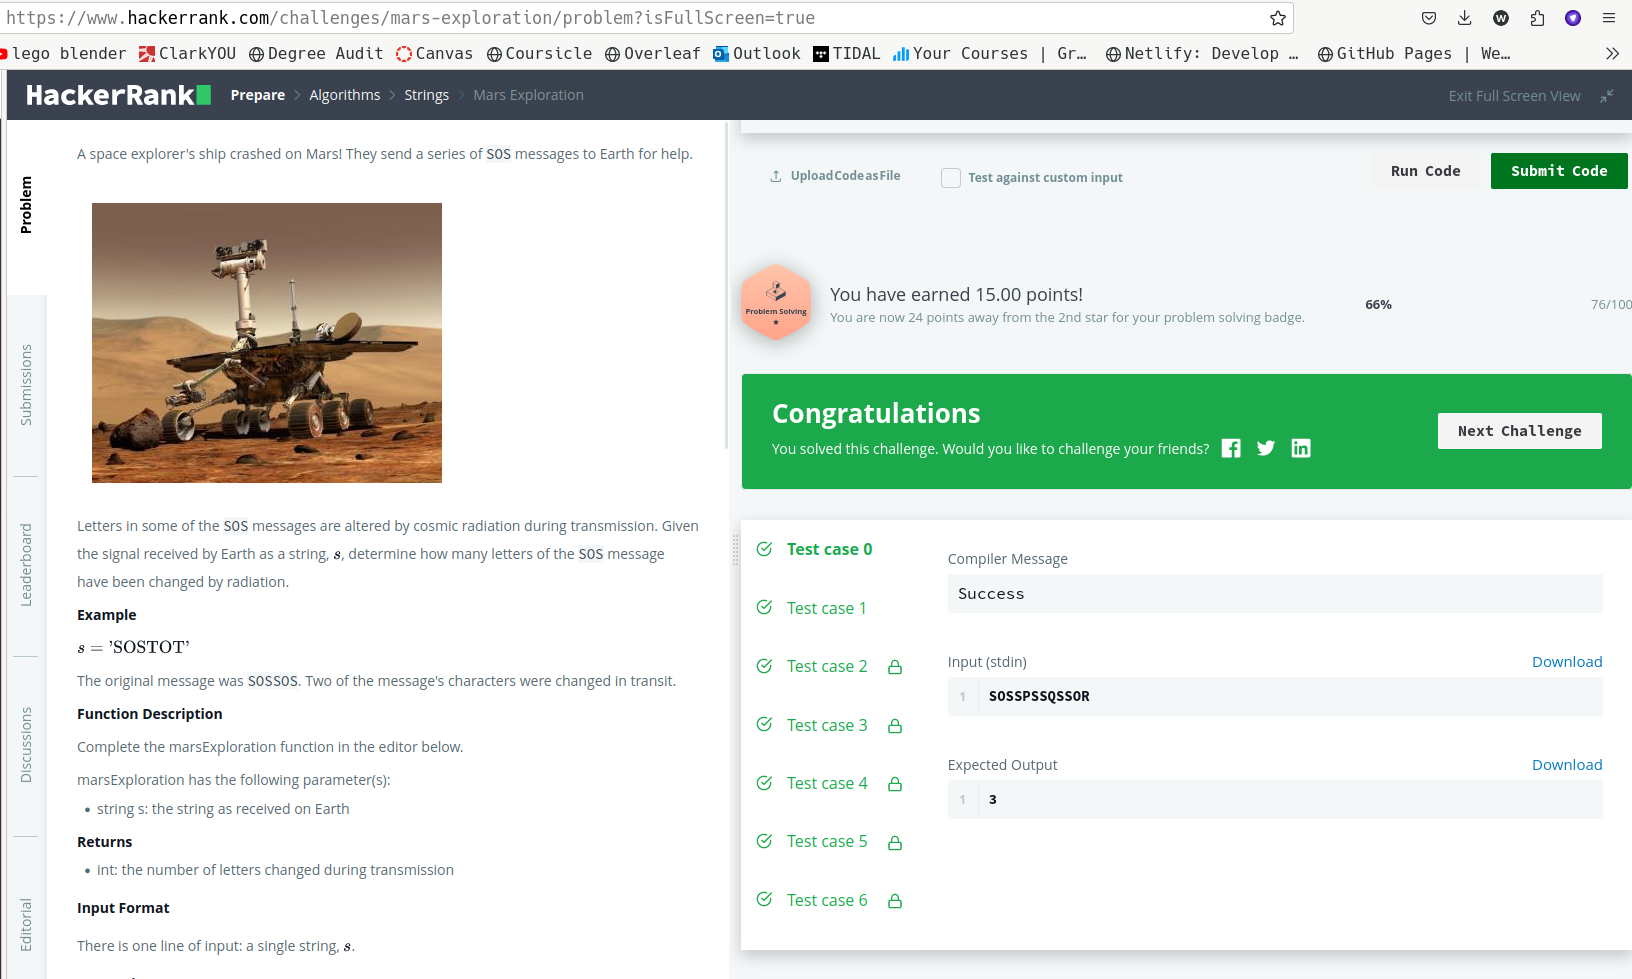 https://www.hackerrank.com/challenges/mars-exploration/problem?isFullScreen=true
lego blender ClarkYOU Degree Audit Canvas Coursicle Overleaf Outlook TIDAL Your Courses | Gr… Netlify: Develop … GitHub Pages | We…
HackerRank Prepare > Algorithms > Strings > Mars Exploration Exit Full Screen View
Problem
Submissions
Leaderboard
Discussions
Editorial
A space explorer's ship crashed on Mars! They send a series of SOS messages to Earth for help.
Letters in some of the SOS messages are altered by cosmic radiation during transmission. Given
the signal received by Earth as a string, s, determine how many letters of the SOS message
have been changed by radiation.
Example
s = 'SOSTOT'
The original message was SOSSOS. Two of the message's characters were changed in transit.
Function Description
Complete the marsExploration function in the editor below.
marsExploration has the following parameter(s):
• string s: the string as received on Earth
Returns
• int: the number of letters changed during transmission
Input Format
There is one line of input: a single string, s.
Upload Code as File Test against custom input Run Code Submit Code
Problem Solving
You have earned 15.00 points!
You are now 24 points away from the 2nd star for your problem solving badge.
66% 76/100
Congratulations
You solved this challenge. Would you like to challenge your friends?
Next Challenge
Test case 0
Test case 1
Test case 2
Test case 3
Test case 4
Test case 5
Test case 6
Compiler Message
Success
Input (stdin) Download
1 SOSSPSSQSSOR
Expected Output Download
1 3